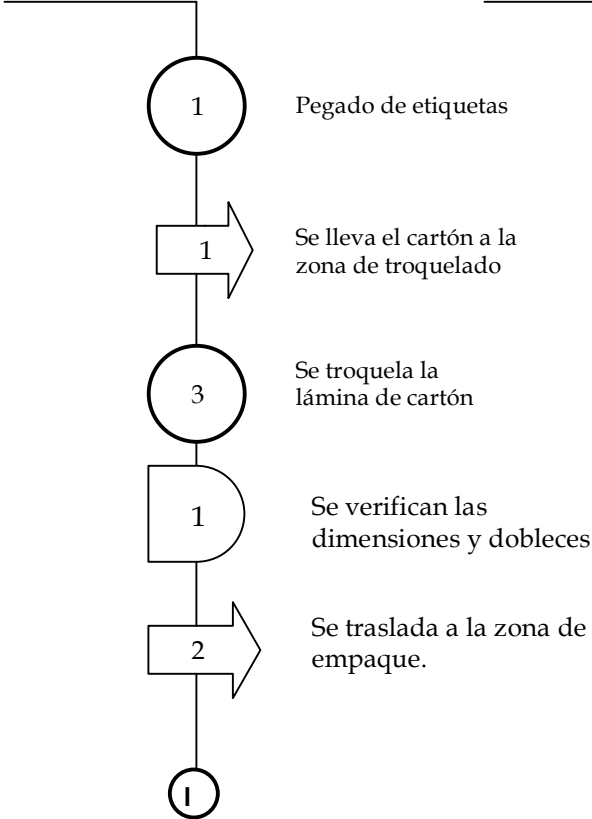 1
Pegado de etiquetas
1
Se lleva el cartón a la
zona de troquelado
3
Se troquela la
lámina de cartón
1
Se verifican las
dimensiones y dobleces
2
Se traslada a la zona de
empaque.
I